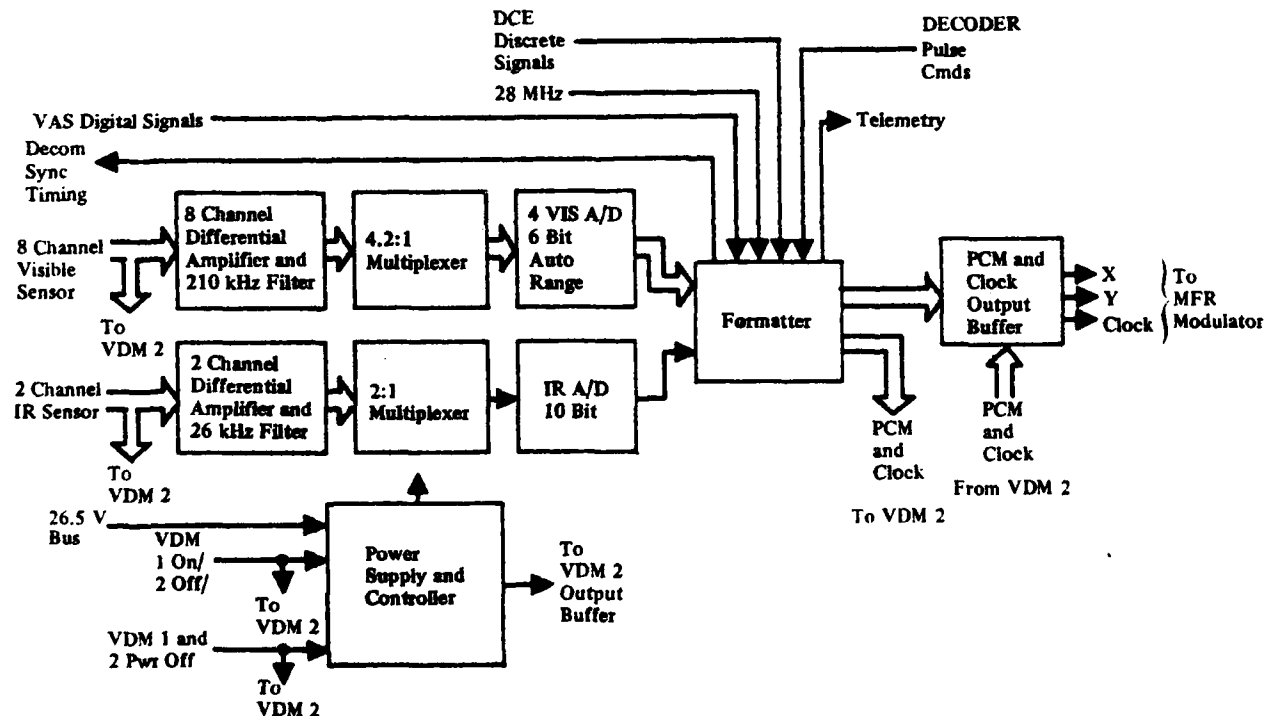 DCE
Discrete
Signals
DECODER
Pulse
Cmds
28 MHz
VAS Digital Signals
Telemetry
Decom
Sync
Timing
8 Channel
Visible
Sensor
8 Channel
Differential
Amplifier and
210 kHz Filter
4.2:1
Multiplexer
4 VIS A/D
6 Bit
Auto
Range
Formatter
PCM and
Clock
Output
Buffer
X
Y
Clock
To
MFR
Modulator
To
VDM 2
2 Channel
IR Sensor
2 Channel
Differential
Amplifier and
26 kHz Filter
2:1
Multiplexer
IR A/D
10 Bit
PCM
and
Clock
To VDM 2
PCM
and
Clock
From VDM 2
To
VDM 2
26.5 V
Bus
VDM
1 On/
2 Off/
To
VDM 2
Power
Supply and
Controller
To
VDM 2
Output
Buffer
VDM 1 and
2 Pwr Off
To
VDM 2